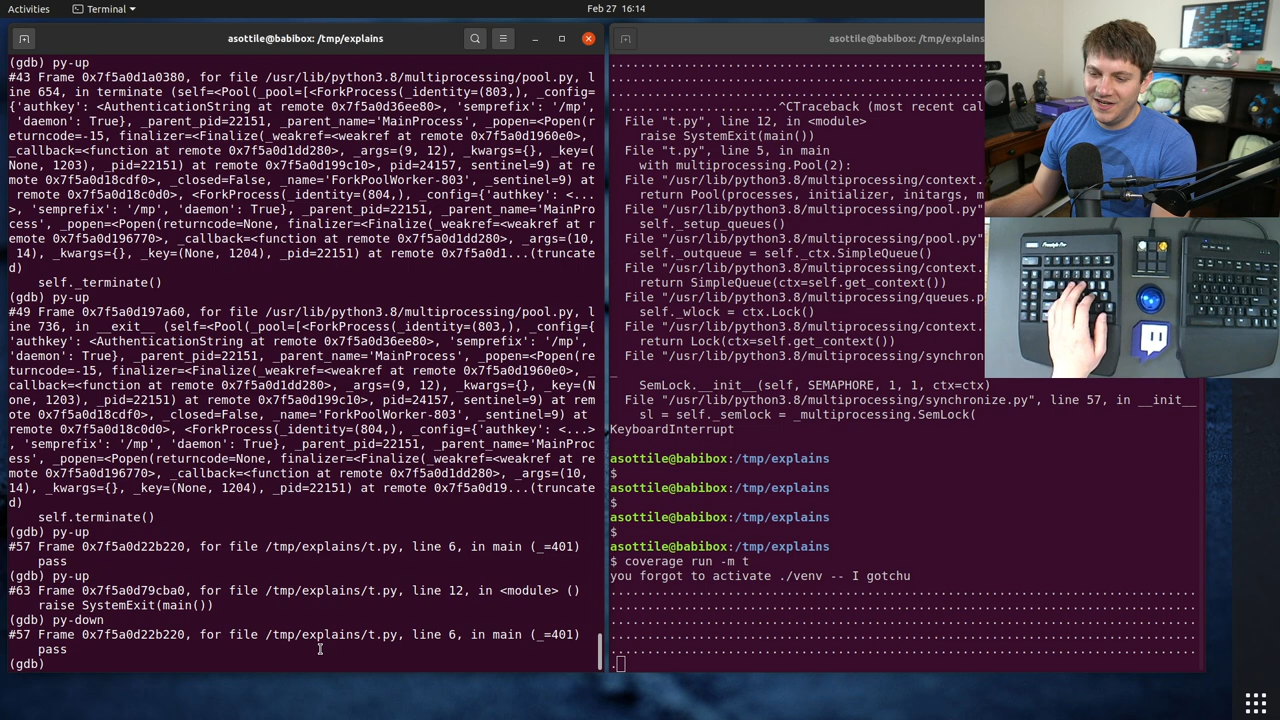 Activities
Terminal
Feb 27 16:14
asottile@babibox: /tmp/explains
(gdb) py-up
#43 Frame 0x7f5a0d1a0380, for file /usr/lib/python3.8/multiprocessing/pool.py, l
ine 654, in terminate (self=<Pool(_pool=[<ForkProcess(_identity=(803,), _config=
{'authkey': <AuthenticationString at remote 0x7f5a0d36ee80>, 'semprefix': '/mp',
 'daemon': True}, _parent_pid=22151, _parent_name='MainProcess', _popen=<Popen(r
eturncode=-15, finalizer=<Finalize(_weakref=<weakref at remote 0x7f5a0d1960e0>,
_callback=<function at remote 0x7f5a0d1dd280>, _args=(9, 12), _kwargs={}, _key=(
None, 1203), _pid=22151) at remote 0x7f5a0d199c10>, pid=24157, sentinel=9) at re
mote 0x7f5a0d18cdf0>, _closed=False, _name='ForkPoolWorker-803', _sentinel=9) at
 remote 0x7f5a0d18c0d0>, <ForkProcess(_identity=(804,), _config={'authkey': <...
>, 'semprefix': '/mp', 'daemon': True}, _parent_pid=22151, _parent_name='MainPro
cess', _popen=<Popen(returncode=None, finalizer=<Finalize(_weakref=<weakref at r
emote 0x7f5a0d196770>, _callback=<function at remote 0x7f5a0d1dd280>, _args=(10,
 14), _kwargs={}, _key=(None, 1204), _pid=22151) at remote 0x7f5a0d1...(truncate
d)
self._terminate()
(gdb) py-up
#49 Frame 0x7f5a0d197a60, for file /usr/lib/python3.8/multiprocessing/pool.py, l
ine 736, in __exit__ (self=<Pool(_pool=[<ForkProcess(_identity=(803,), _config={
'authkey': <AuthenticationString at remote 0x7f5a0d36ee80>, 'semprefix': '/mp',
'daemon': True}, _parent_pid=22151, _parent_name='MainProcess', _popen=<Popen(re
turncode=-15, finalizer=<Finalize(_weakref=<weakref at remote 0x7f5a0d1960e0>, _
callback=<function at remote 0x7f5a0d1dd280>, _args=(9, 12), _kwargs={}, _key=(N
one, 1203), _pid=22151) at remote 0x7f5a0d199c10>, pid=24157, sentinel=9) at rem
ote 0x7f5a0d18cdf0>, _closed=False, _name='ForkPoolWorker-803', _sentinel=9) at
remote 0x7f5a0d18c0d0>, <ForkProcess(_identity=(804,), _config={'authkey': <...>
, 'semprefix': '/mp', 'daemon': True}, _parent_pid=22151, _parent_name='MainProc
ess', _popen=<Popen(returncode=None, finalizer=<Finalize(_weakref=<weakref at re
mote 0x7f5a0d196770>, _callback=<function at remote 0x7f5a0d1dd280>, _args=(10,
14), _kwargs={}, _key=(None, 1204), _pid=22151) at remote 0x7f5a0d19...(truncate
d)
self.terminate()
(gdb) py-up
#57 Frame 0x7f5a0d22b220, for file /tmp/explains/t.py, line 6, in main (_=401)
pass
(gdb) py-up
#63 Frame 0x7f5a0d79cba0, for file /tmp/explains/t.py, line 12, in <module> ()
raise SystemExit(main())
(gdb) py-down
#57 Frame 0x7f5a0d22b220, for file /tmp/explains/t.py, line 6, in main (_=401)
pass
(gdb)
asottile@babibox: /tmp/explains
................................................................
................................................................
.......................^CTraceback (most recent cal
File "t.py", line 12, in <module>
raise SystemExit(main())
File "t.py", line 5, in main
with multiprocessing.Pool(2):
File "/usr/lib/python3.8/multiprocessing/context.
return Pool(processes, initializer, initargs, m
File "/usr/lib/python3.8/multiprocessing/pool.py"
self._setup_queues()
File "/usr/lib/python3.8/multiprocessing/pool.py"
self._outqueue = self._ctx.SimpleQueue()
File "/usr/lib/python3.8/multiprocessing/context.
return SimpleQueue(ctx=self.get_context())
File "/usr/lib/python3.8/multiprocessing/queues.p
self._wlock = ctx.Lock()
File "/usr/lib/python3.8/multiprocessing/context.
return Lock(ctx=self.get_context())
File "/usr/lib/python3.8/multiprocessing/synchron
_
SemLock.__init__(self, SEMAPHORE, 1, 1, ctx=ctx)
File "/usr/lib/python3.8/multiprocessing/synchronize.py", line 57, in __init__
sl = self._semlock = _multiprocessing.SemLock(
KeyboardInterrupt
asottile@babibox:/tmp/explains
$
asottile@babibox:/tmp/explains
$
asottile@babibox:/tmp/explains
$
asottile@babibox:/tmp/explains
$ coverage run -m t
you forgot to activate ./venv -- I gotchu
................................................................................
................................................................................
................................................................................
................................................................................
................................................................................
.